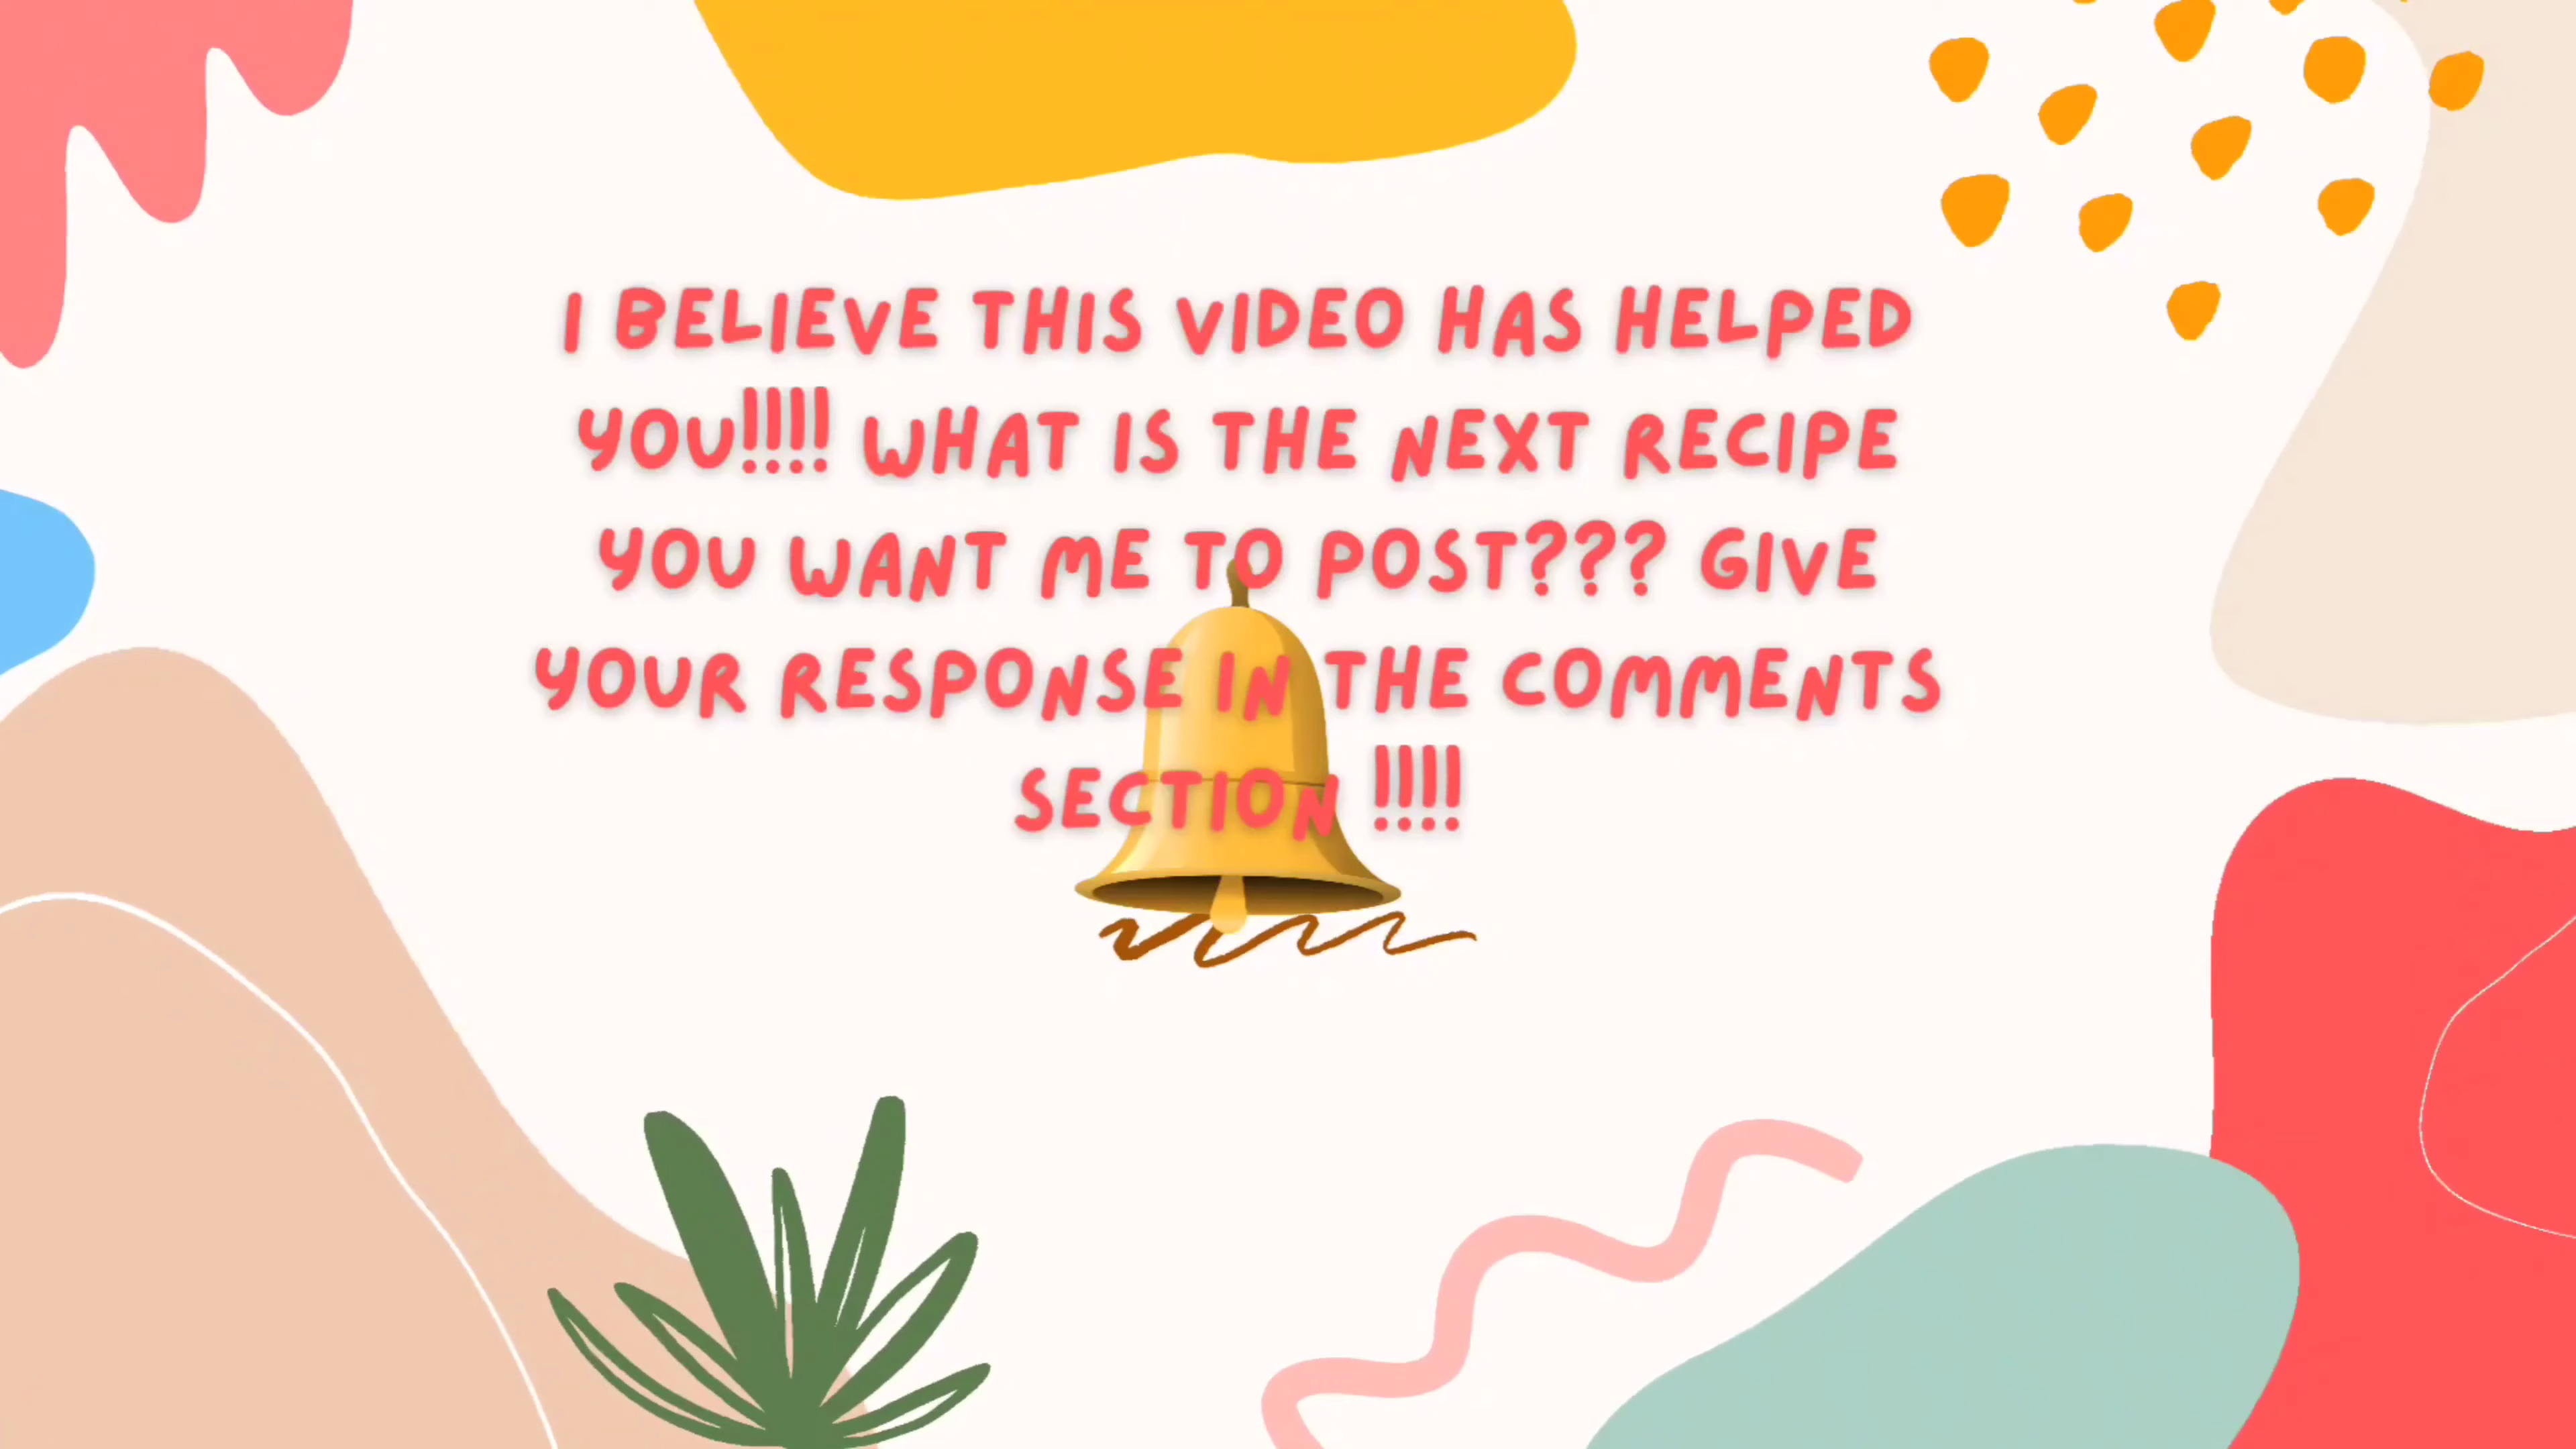 I BELIEVE THIS VIDEO HAS HELPED
YOU!!!! WHAT IS THE NEXT RECIPE
YOU WANT ME TO POST??? GIVE
YOUR RESPONSE IN THE COMMENTS
SECTION !!!!